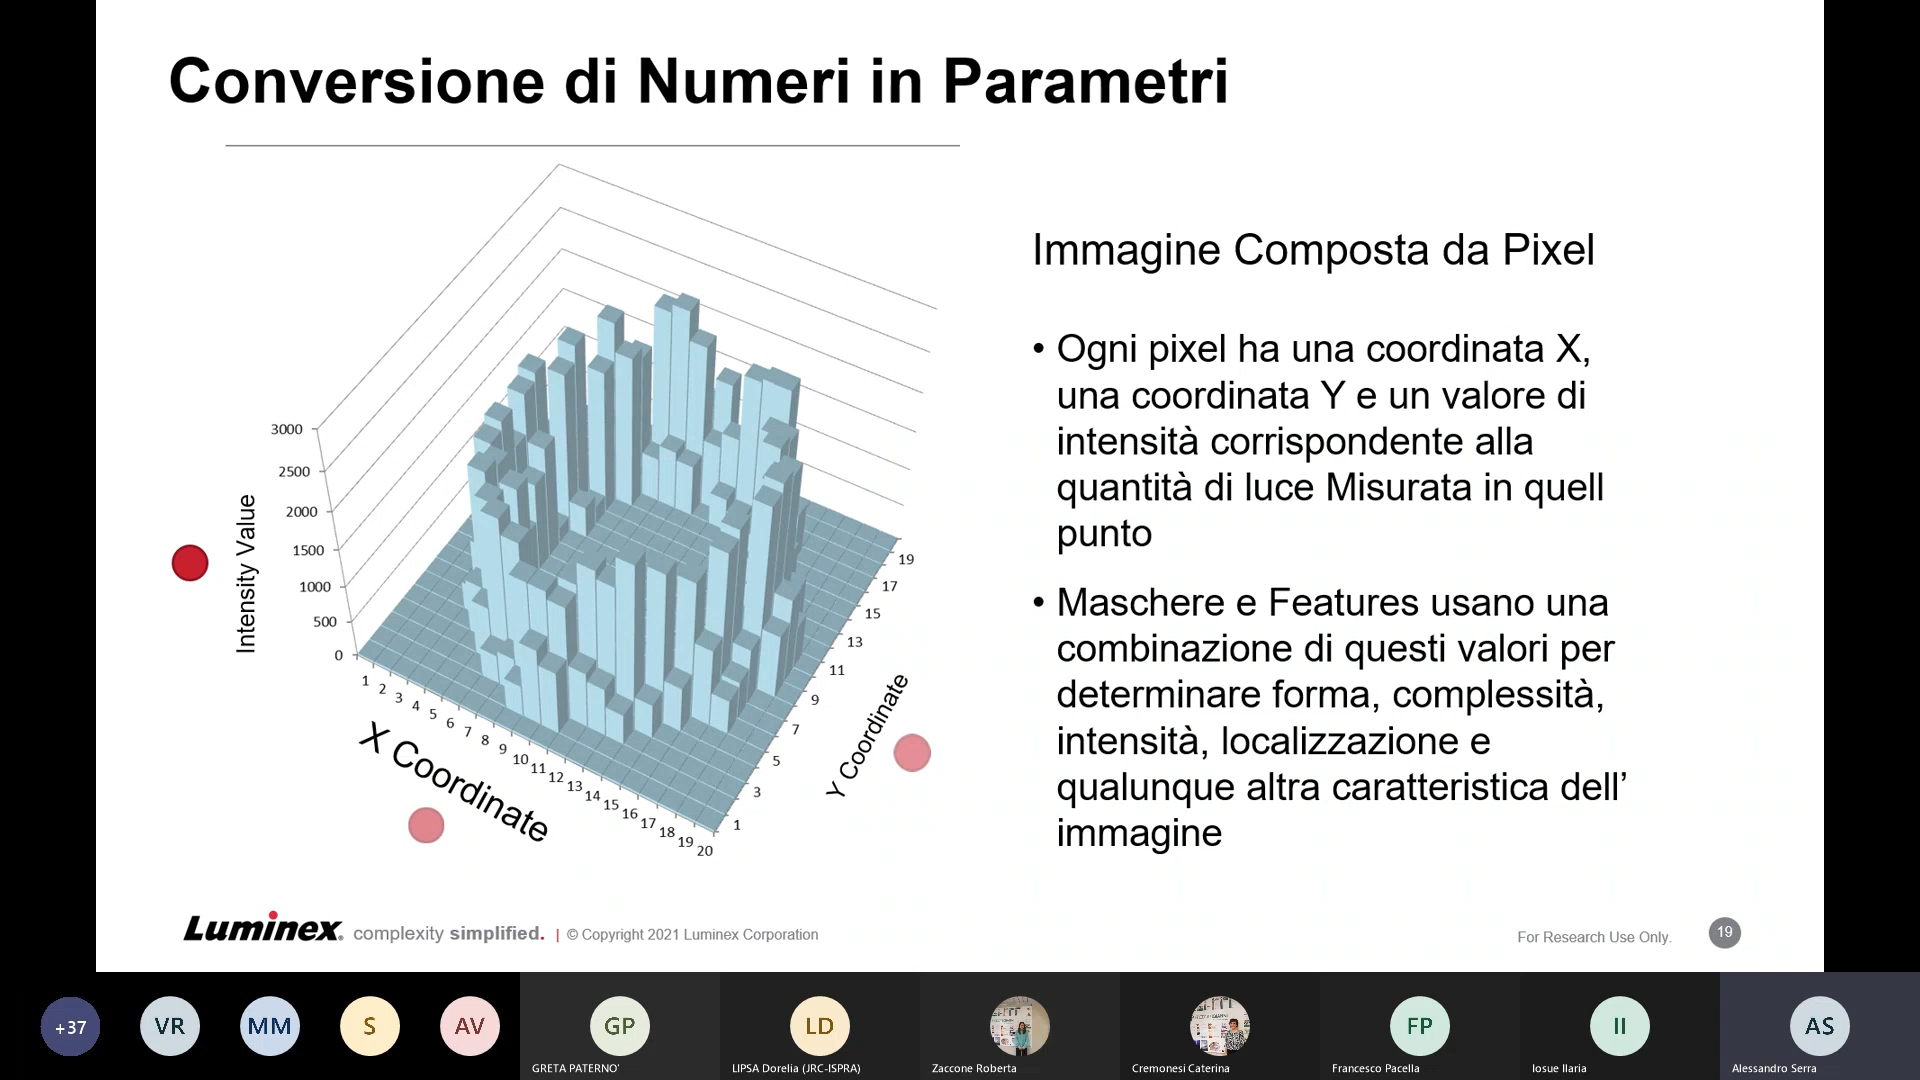 Conversione di Numeri in Parametri
Immagine Composta da Pixel
• Ogni pixel ha una coordinata X,
una coordinata Y e un valore di
intensità corrispondente alla
quantità di luce Misurata in quell
punto
• Maschere e Features usano una
combinazione di questi valori per
determinare forma, complessità,
intensità, localizzazione e
qualunque altra caratteristica dell’
immagine
Intensity Value
3000
2500
2000
1500
1000
500
0
X Coordinate
1 2 3 4 5 6 7 8 9 10 11 12 13 14 15 16 17 18 19 20
Y Coordinate
19
17
15
13
11
9
7
5
3
1
Luminex® complexity simplified. | © Copyright 2021 Luminex Corporation
For Research Use Only.
19
+37 VR MM S AV GP LD FP II AS
GRETA PATERNO' LIPSA Dorelia (JRC-ISPRA) Zaccone Roberta Cremonesi Caterina Francesco Pacella Iosue Ilaria Alessandro Serra